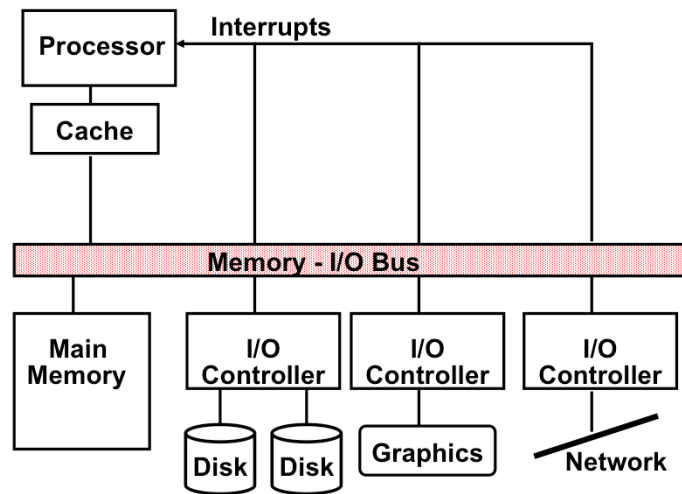 Interrupts
Processor
Cache
Memory - I/O Bus
Main
Memory
I/O
Controller
I/O
Controller
I/O
Controller
Disk
Disk
Graphics
Network